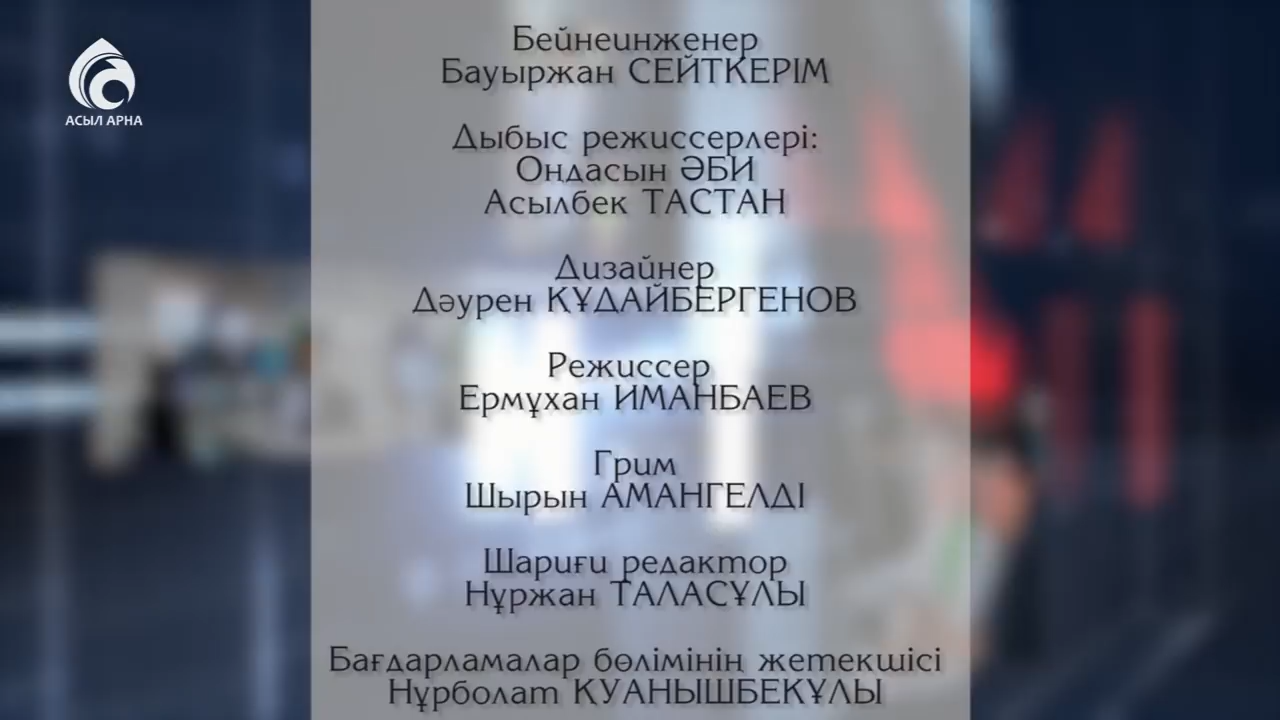 АСЫЛ АРНА
Бейнеинженер
Бауыржан СЕЙТКЕРІМ
Дыбыс режиссерлері:
Ондасын ӘБИ
Асылбек ТАСТАН
Дизайнер
Дәурен ҚҰДАЙБЕРГЕНОВ
Режиссер
Ермұхан ИМАНБАЕВ
Грим
Шырын АМАНГЕЛДІ
Шариғи редактор
Нұржан ТАЛАСҰЛЫ
Бағдарламалар бөлімінің жетекшісі
Нұрболат ҚУАНЫШБЕКҰЛЫ